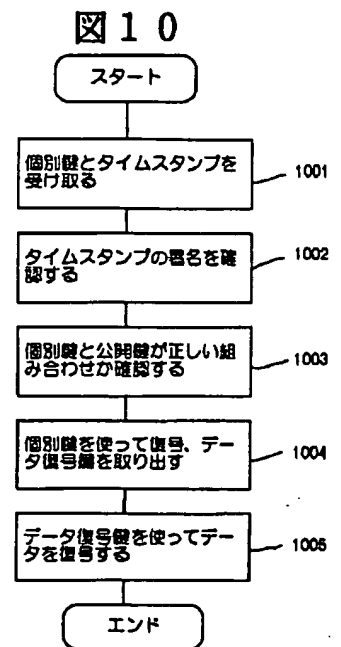 図１０
スタート
個別鍵とタイムスタンプを
受け取る
1001
タイムスタンプの署名を確
認する
1002
個別鍵と公開鍵が正しい組
み合わせか確認する
1003
個別鍵を使って復号、デー
タ復号鍵を取り出す
1004
データ復号鍵を使ってデー
タを復号する
1005
エンド